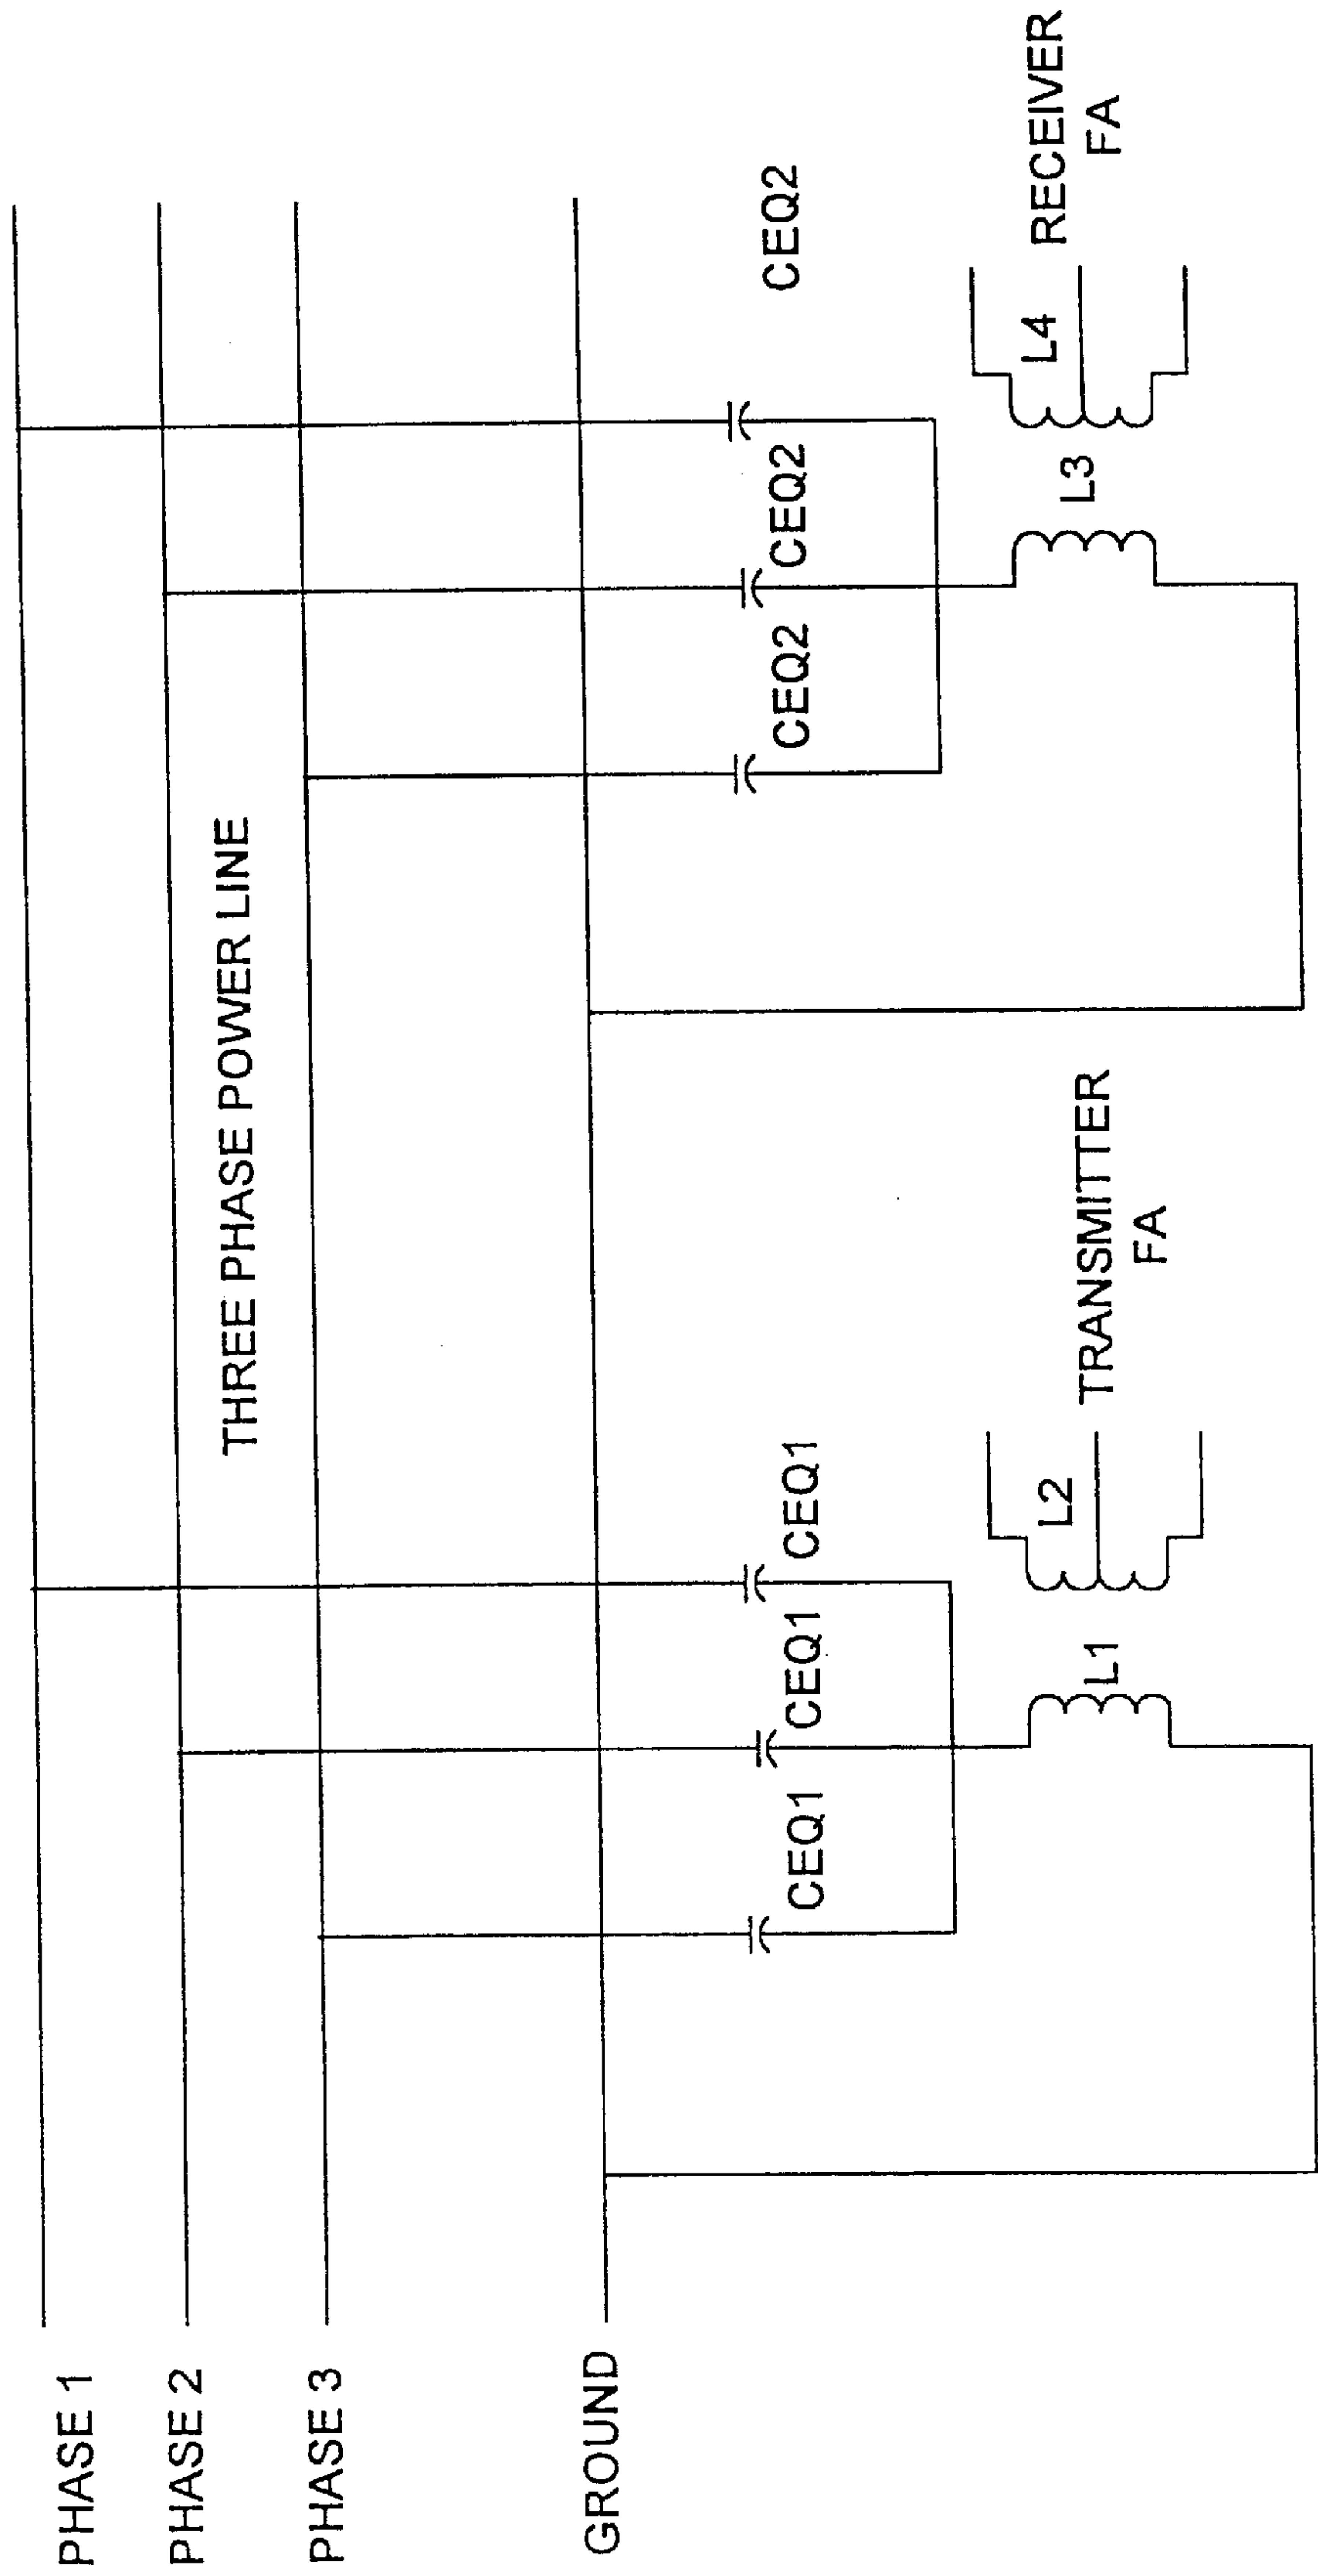 PHASE 1
PHASE 2
THREE PHASE POWER LINE
PHASE 3
GROUND
CEQ1
CEQ1
CEQ1
CEQ2
CEQ2
CEQ2
L1
L2
TRANSMITTER
FA
L3
L4
RECEIVER
FA